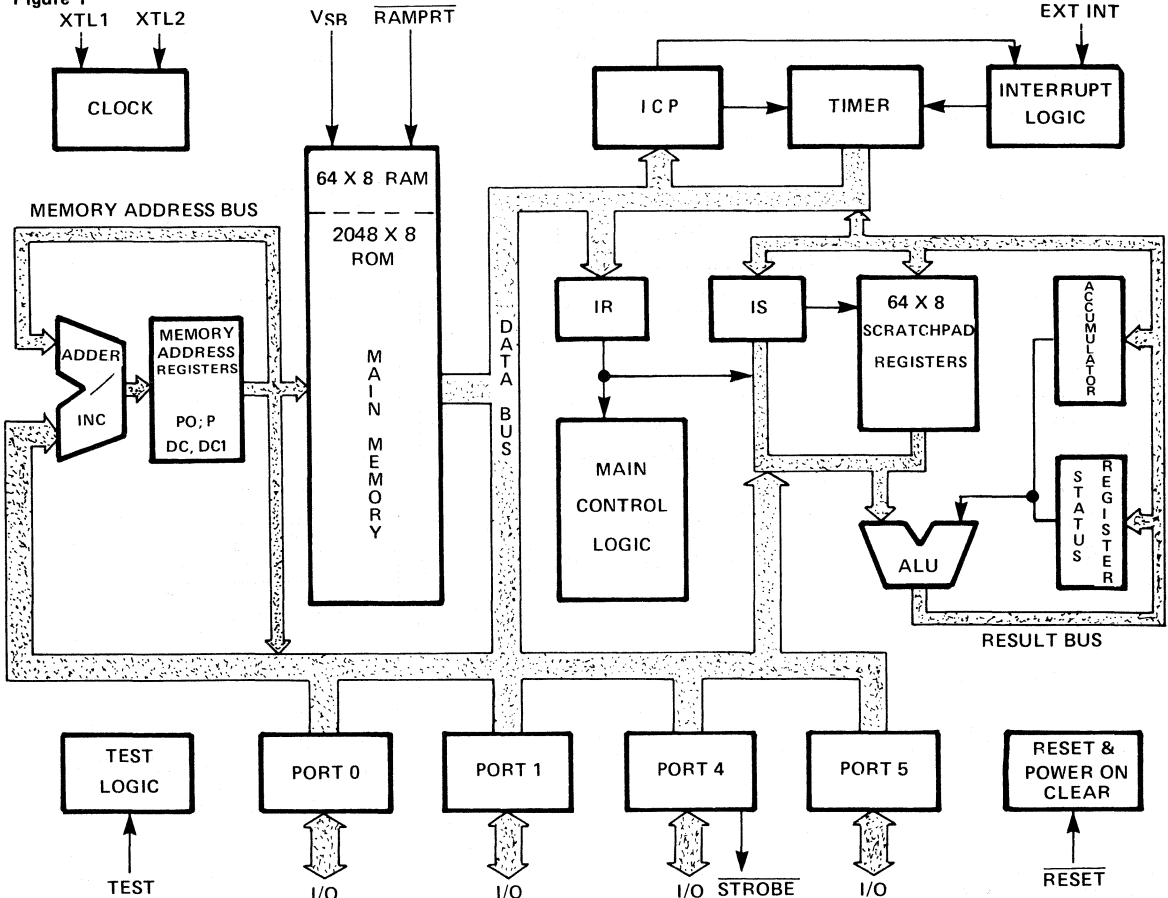 Figure 1
XTL1 XTL2
CLOCK
VSB RAMPRT
64 X 8 RAM
2048 X 8
ROM
MAIN MEMORY
MEMORY ADDRESS BUS
ADDER
INC
MEMORY
ADDRESS
REGISTERS
PO; P
DC, DC1
DATA BUS
ICP
TIMER
EXT INT
INTERRUPT
LOGIC
IR
IS
64 X 8
SCRATCHPAD
REGISTERS
ACCUMULATOR
MAIN
CONTROL
LOGIC
ALU
STATUS
REGISTER
RESULT BUS
TEST
LOGIC
TEST
PORT 0
I/O
PORT 1
I/O
PORT 4
I/O STROBE
PORT 5
I/O
RESET &
POWER ON
CLEAR
RESET